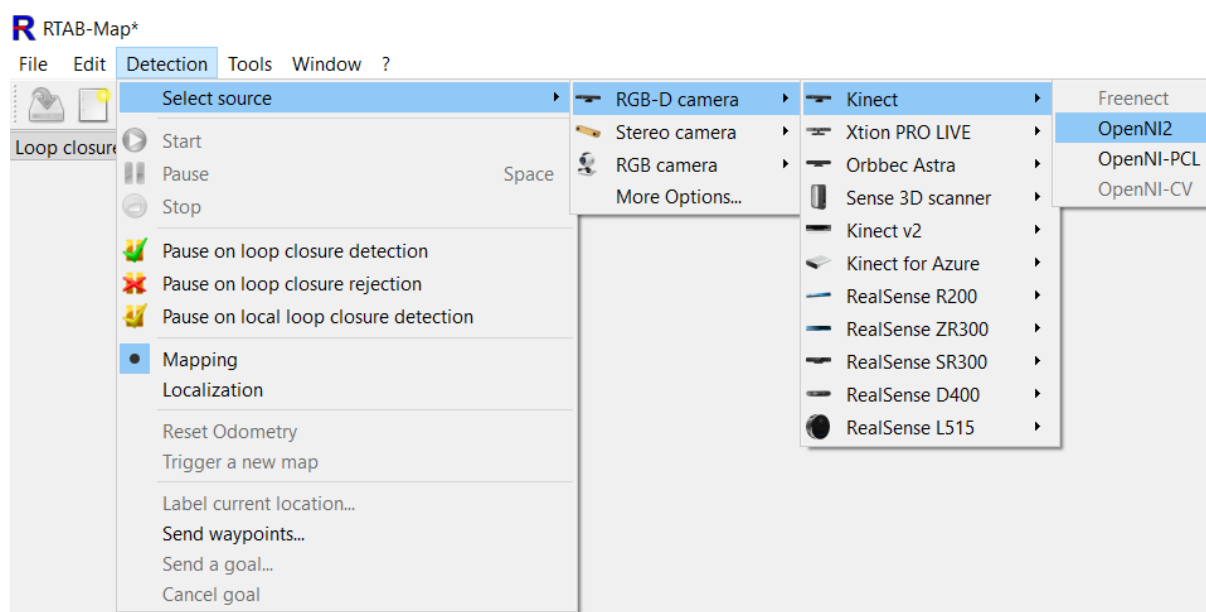 R RTAB-Map*
File Edit Detection Tools Window ?
Loop closure
Select source
Start
Pause Space
Stop
Pause on loop closure detection
Pause on loop closure rejection
Pause on local loop closure detection
Mapping
Localization
Reset Odometry
Trigger a new map
Label current location...
Send waypoints...
Send a goal...
Cancel goal
RGB-D camera
Stereo camera
RGB camera
More Options...
Kinect
Xtion PRO LIVE
Orbbec Astra
Sense 3D scanner
Kinect v2
Kinect for Azure
RealSense R200
RealSense ZR300
RealSense SR300
RealSense D400
RealSense L515
Freenect
OpenNI2
OpenNI-PCL
OpenNI-CV